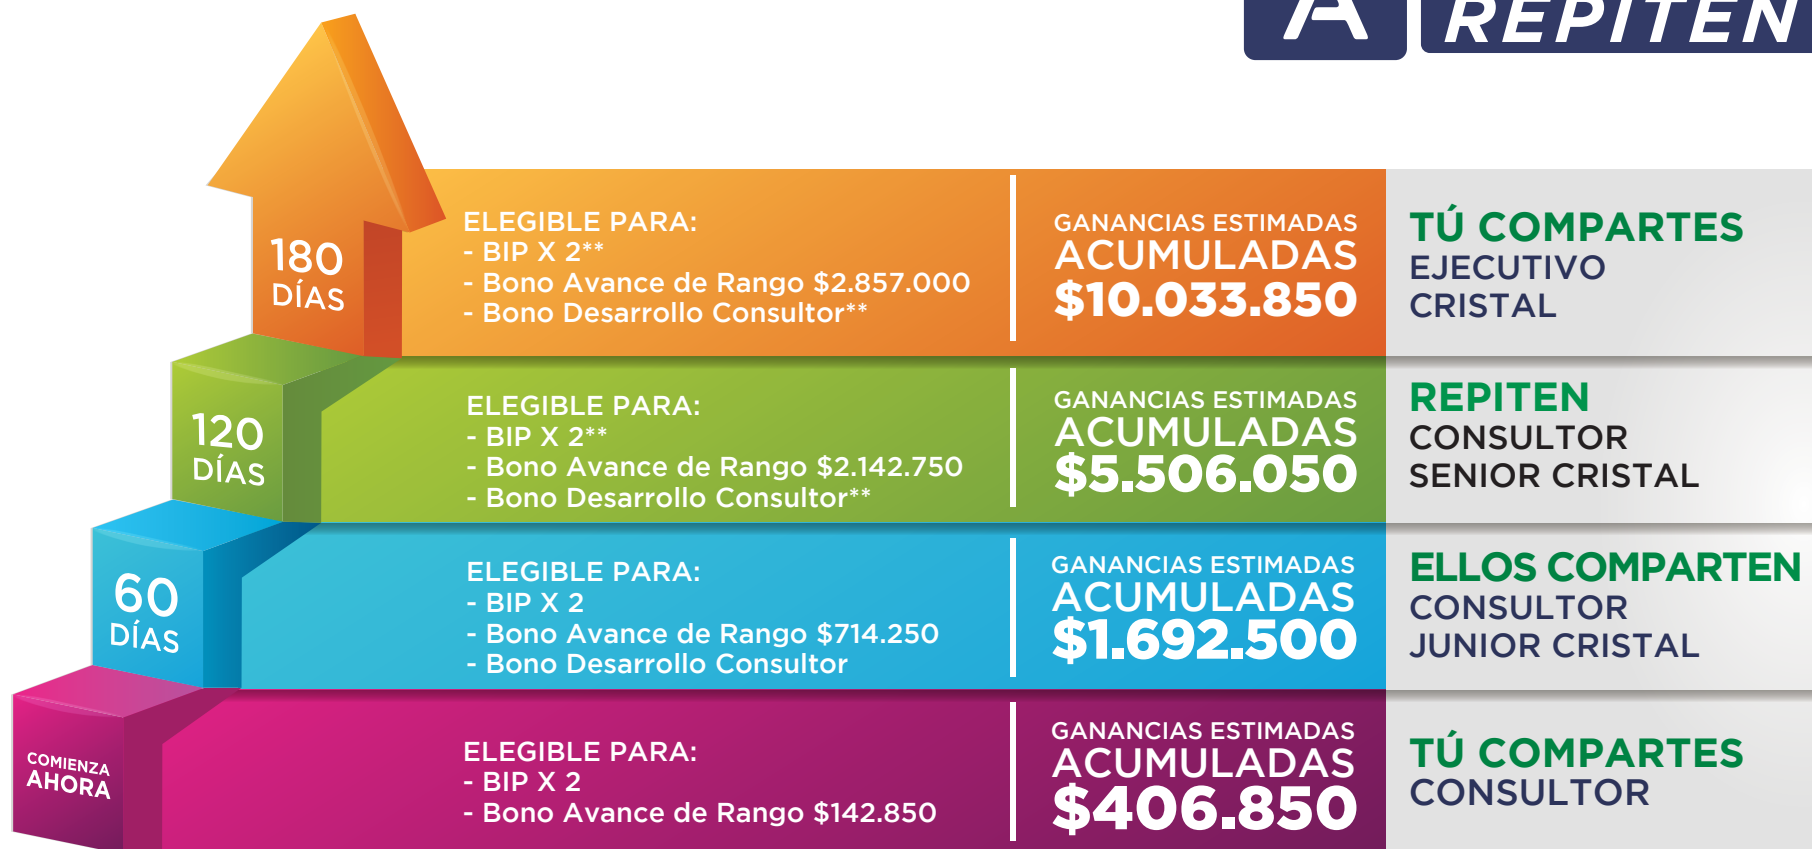 A
REPITEN
180
DÍAS
ELEGIBLE PARA:
- BIP X 2**
- Bono Avance de Rango $2.857.000
- Bono Desarrollo Consultor**
GANANCIAS ESTIMADAS
ACUMULADAS
$10.033.850
TÚ COMPARTES
EJECUTIVO
CRISTAL
120
DÍAS
ELEGIBLE PARA:
- BIP X 2**
- Bono Avance de Rango $2.142.750
- Bono Desarrollo Consultor**
GANANCIAS ESTIMADAS
ACUMULADAS
$5.506.050
REPITEN
CONSULTOR
SENIOR CRISTAL
60
DÍAS
ELEGIBLE PARA:
- BIP X 2
- Bono Avance de Rango $714.250
- Bono Desarrollo Consultor
GANANCIAS ESTIMADAS
ACUMULADAS
$1.692.500
ELLOS COMPARTEN
CONSULTOR
JUNIOR CRISTAL
COMIENZA
AHORA
ELEGIBLE PARA:
- BIP X 2
- Bono Avance de Rango $142.850
GANANCIAS ESTIMADAS
ACUMULADAS
$406.850
TÚ COMPARTES
CONSULTOR